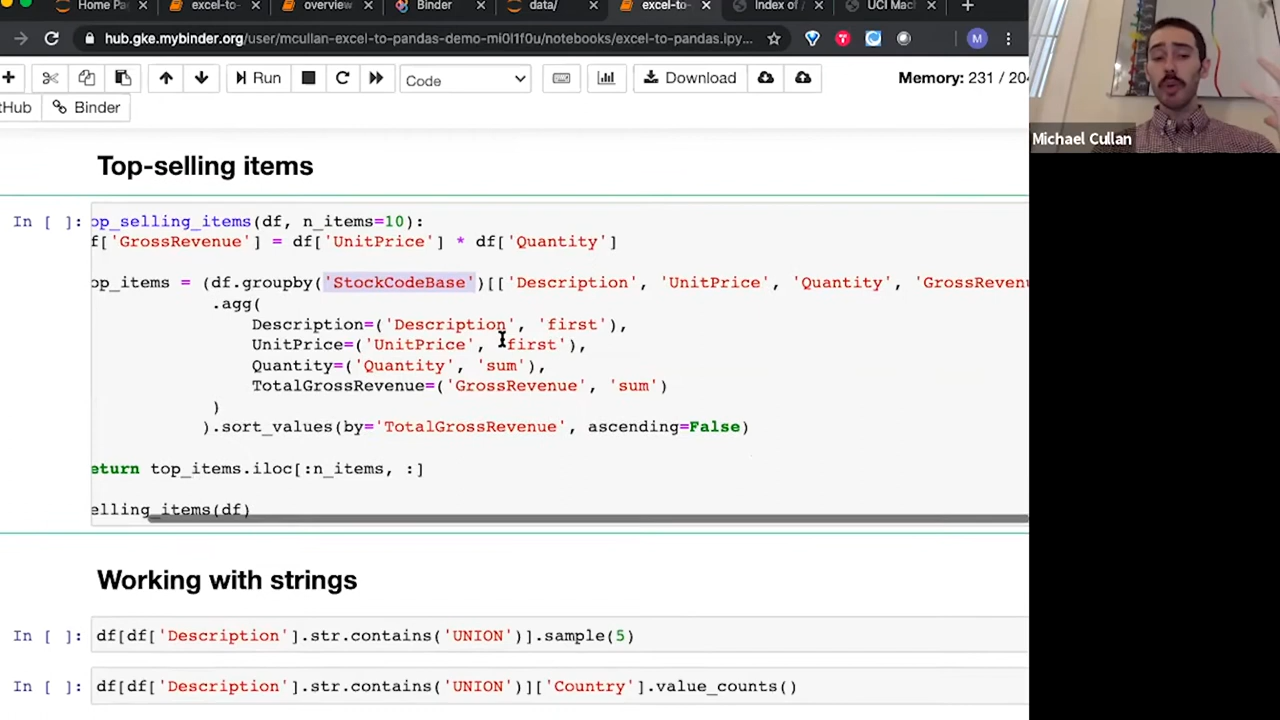 Home Pa
excel-to-
overview
Binder
data/
excel-to-
Index of
UCI Mac
hub.gke.mybinder.org/user/mcullan-excel-to-pandas-demo-mi0l1f0u/notebooks/excel-to-pandas.ipy...
M
Run
Code
Download
Memory: 231 / 204
tHub
Binder
Michael Cullan
Top-selling items
In [ ]:
op_selling_items(df, n_items=10):
f['GrossRevenue'] = df['UnitPrice'] * df['Quantity']
op_items = (df.groupby('StockCodeBase')[['Description', 'UnitPrice', 'Quantity', 'GrossRevenu
.agg(
Description=('Description', 'first'),
UnitPrice=('UnitPrice', 'first'),
Quantity=('Quantity', 'sum'),
TotalGrossRevenue=('GrossRevenue', 'sum')
)
).sort_values(by='TotalGrossRevenue', ascending=False)
eturn top_items.iloc[:n_items, :]
elling_items(df)
Working with strings
In [ ]: df[df['Description'].str.contains('UNION')].sample(5)
In [ ]: df[df['Description'].str.contains('UNION')]['Country'].value_counts()